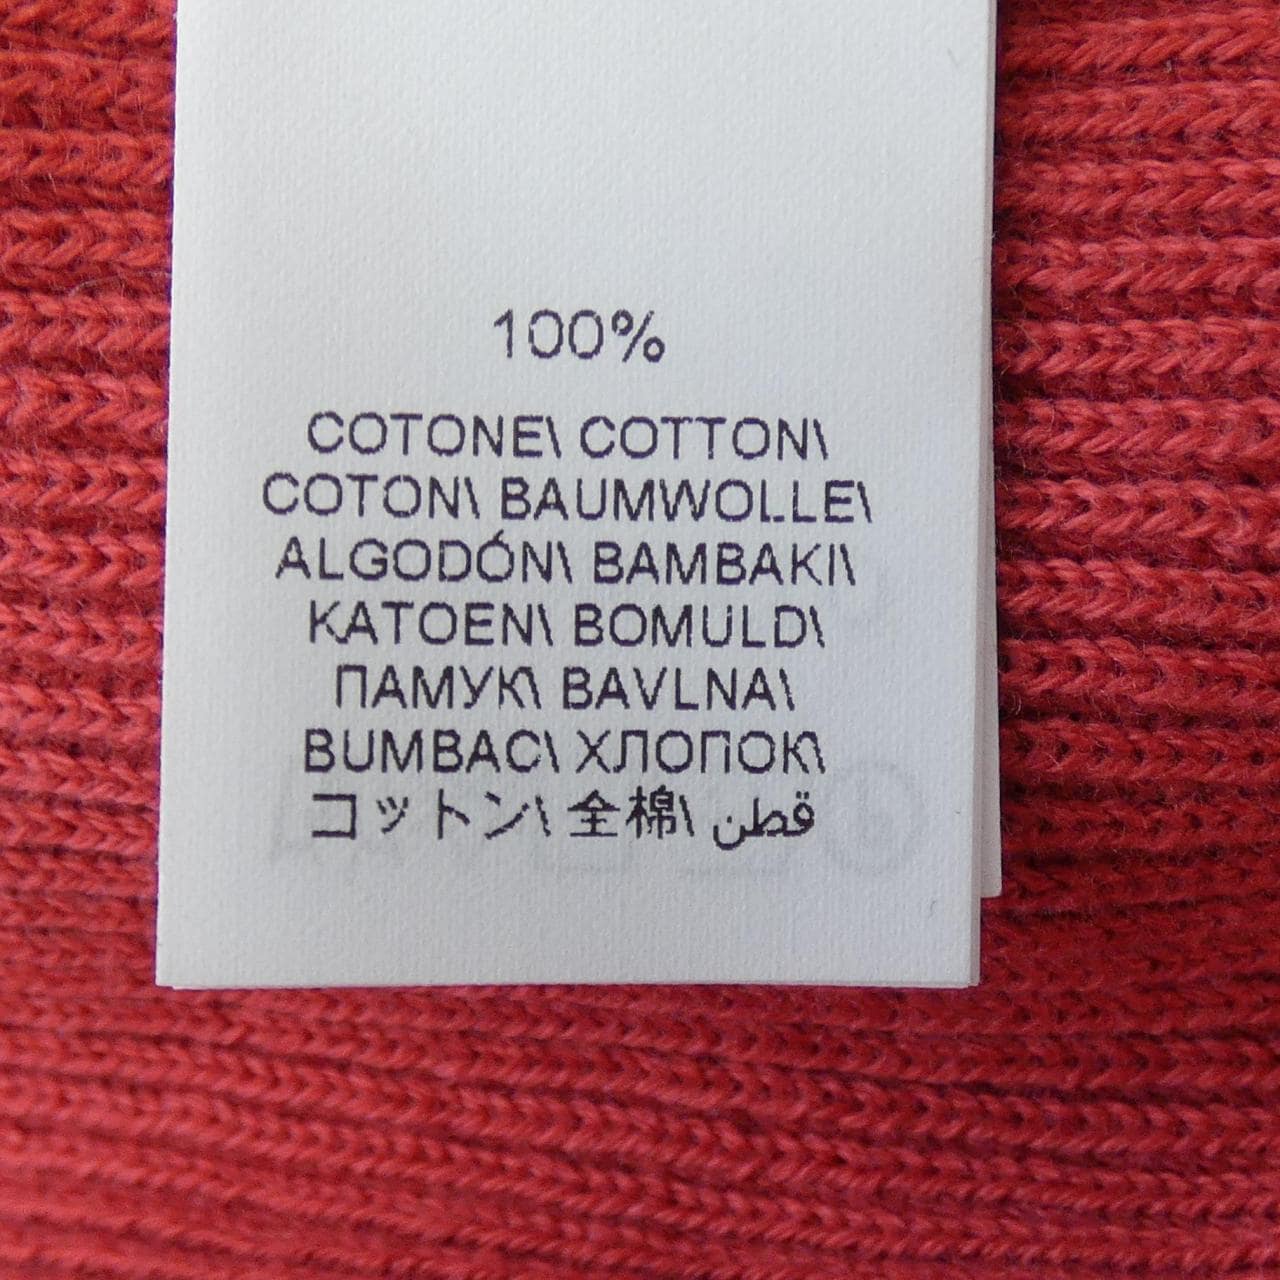 100%
COTONE\ COTTON\
COTON\ BAUMWOLLE\
ALGODÓN\ BAMBAKI\
KATOEN\ BOMULD\
ПАМУК\ BAVLNA\
BUMBAC\ ХЛОПОК\
コットン\ 全棉\ قطن